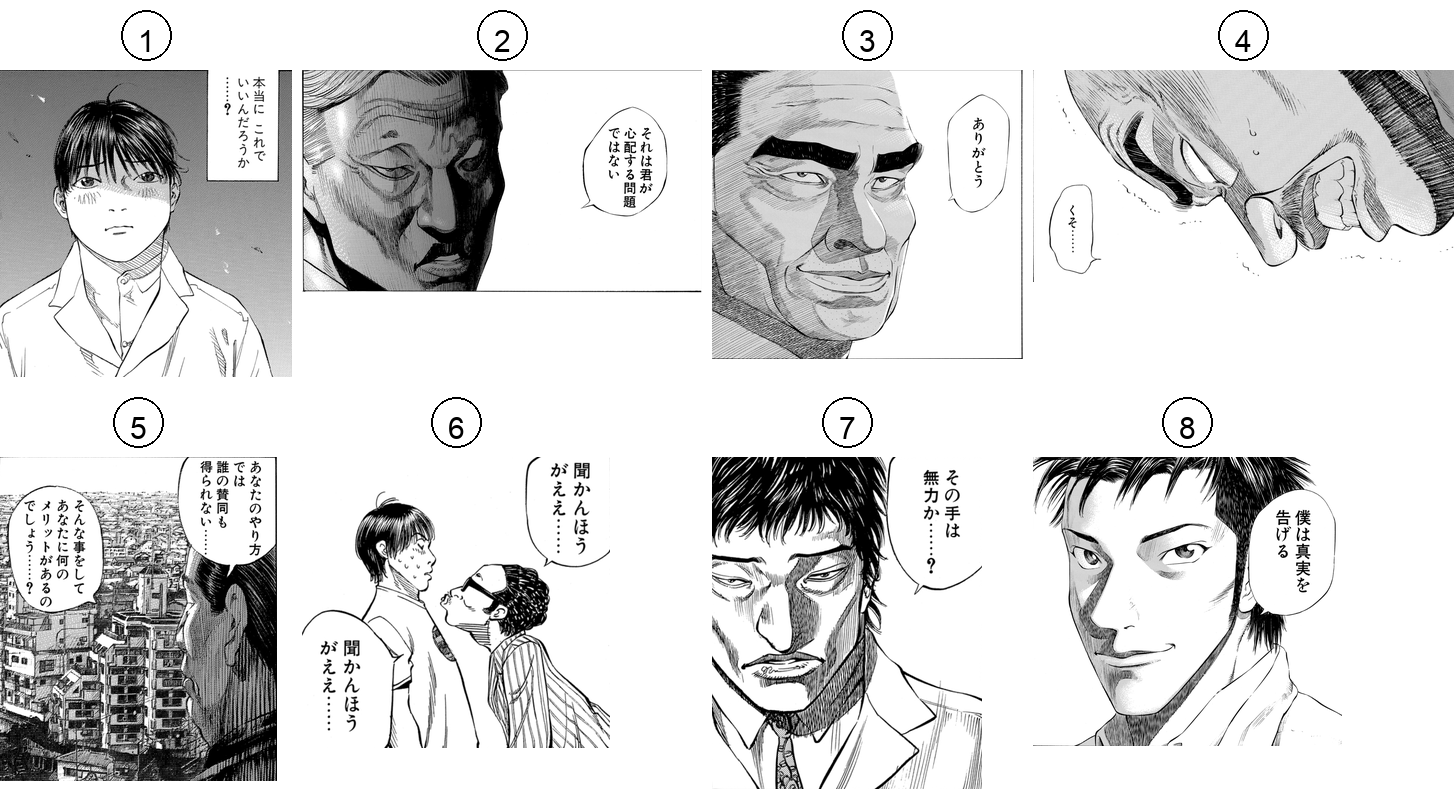 1
本当に これで
いいんだろうか
……?
2
それは君が
心配する問題
ではない
3
ありがとう
4
くそ……
5
あなたのやり方
では
誰の賛同も
得られない……
そんな事をして
あなたに何の
メリットがあるの
でしょう……?
6
聞かんほう
がええ……
聞かんほう
がええ……
7
その手は
無力か……?
8
僕は真実を
告げる